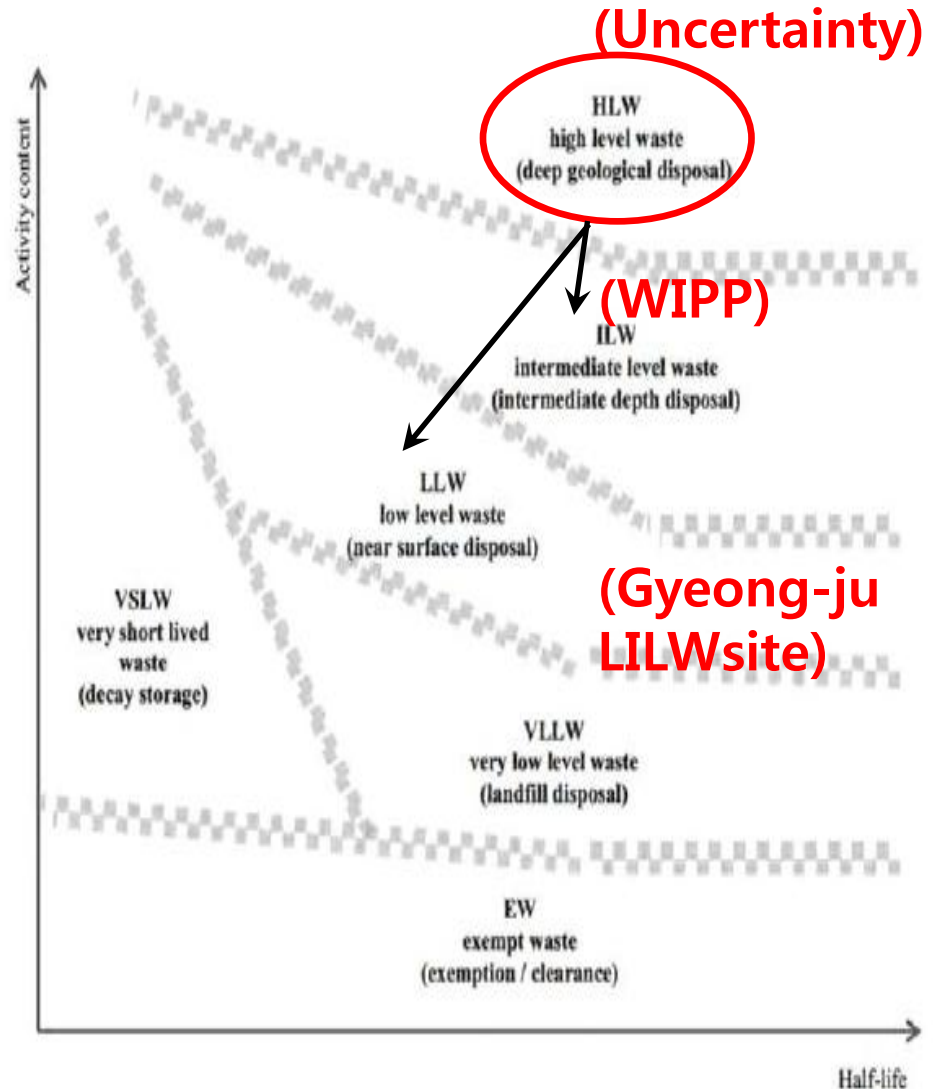 (Uncertainty)
HLW
high level waste
(deep geological disposal)
Activity content
(WIPP)
ILW
intermediate level waste
(intermediate depth disposal)
LLW
low level waste
(near surface disposal)
(Gyeong-ju
LILWsite)
VSLW
very short lived
waste
(decay storage)
VLLW
very low level waste
(landfill disposal)
EW
exempt waste
(exemption / clearance)
Half-life